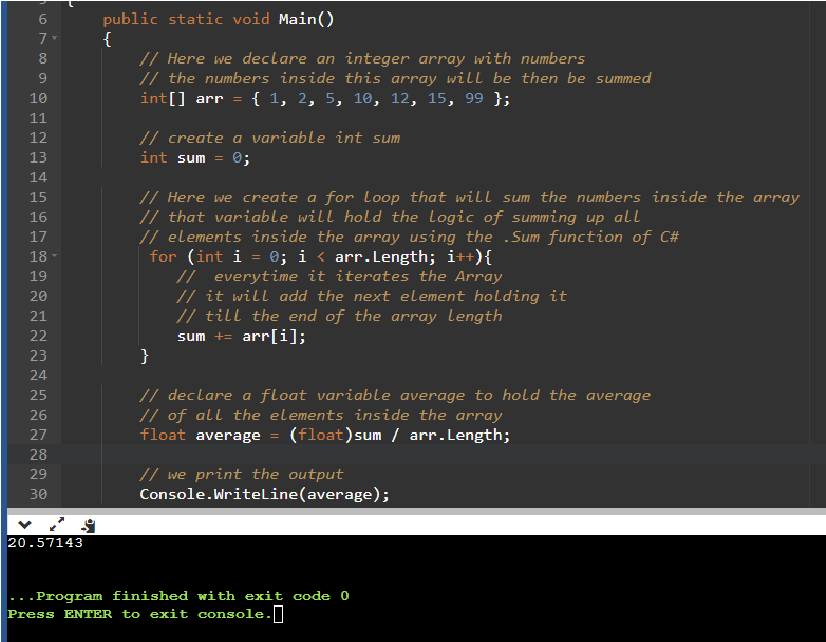 6 public static void Main()
7 {
8 // Here we declare an integer array with numbers
9 // the numbers inside this array will be then be summed
10 int[] arr = { 1, 2, 5, 10, 12, 15, 99 };
11
12 // create a variable int sum
13 int sum = 0;
14
15 // Here we create a for loop that will sum the numbers inside the array
16 // that variable will hold the logic of summing up all
17 // elements inside the array using the .Sum function of C#
18 for (int i = 0; i < arr.Length; i++){
19 //  everytime it iterates the Array
20 // it will add the next element holding it
21 // till the end of the array length
22 sum += arr[i];
23 }
24
25 // declare a float variable average to hold the average
26 // of all the elements inside the array
27 float average = (float)sum / arr.Length;
28
29 // we print the output
30 Console.WriteLine(average);
20.57143
...Program finished with exit code 0
Press ENTER to exit console.